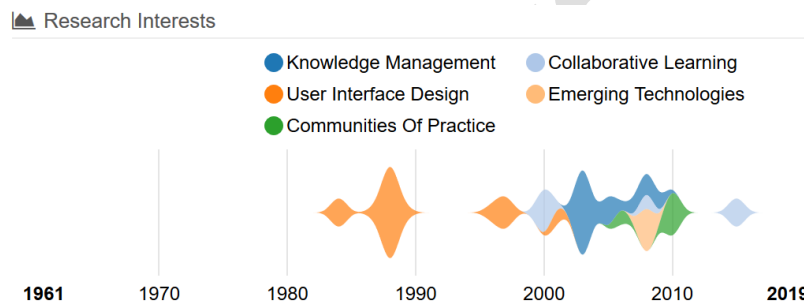 Research Interests
Knowledge Management Collaborative Learning
User Interface Design Emerging Technologies
Communities Of Practice
1961 1970 1980 1990 2000 2010 2019